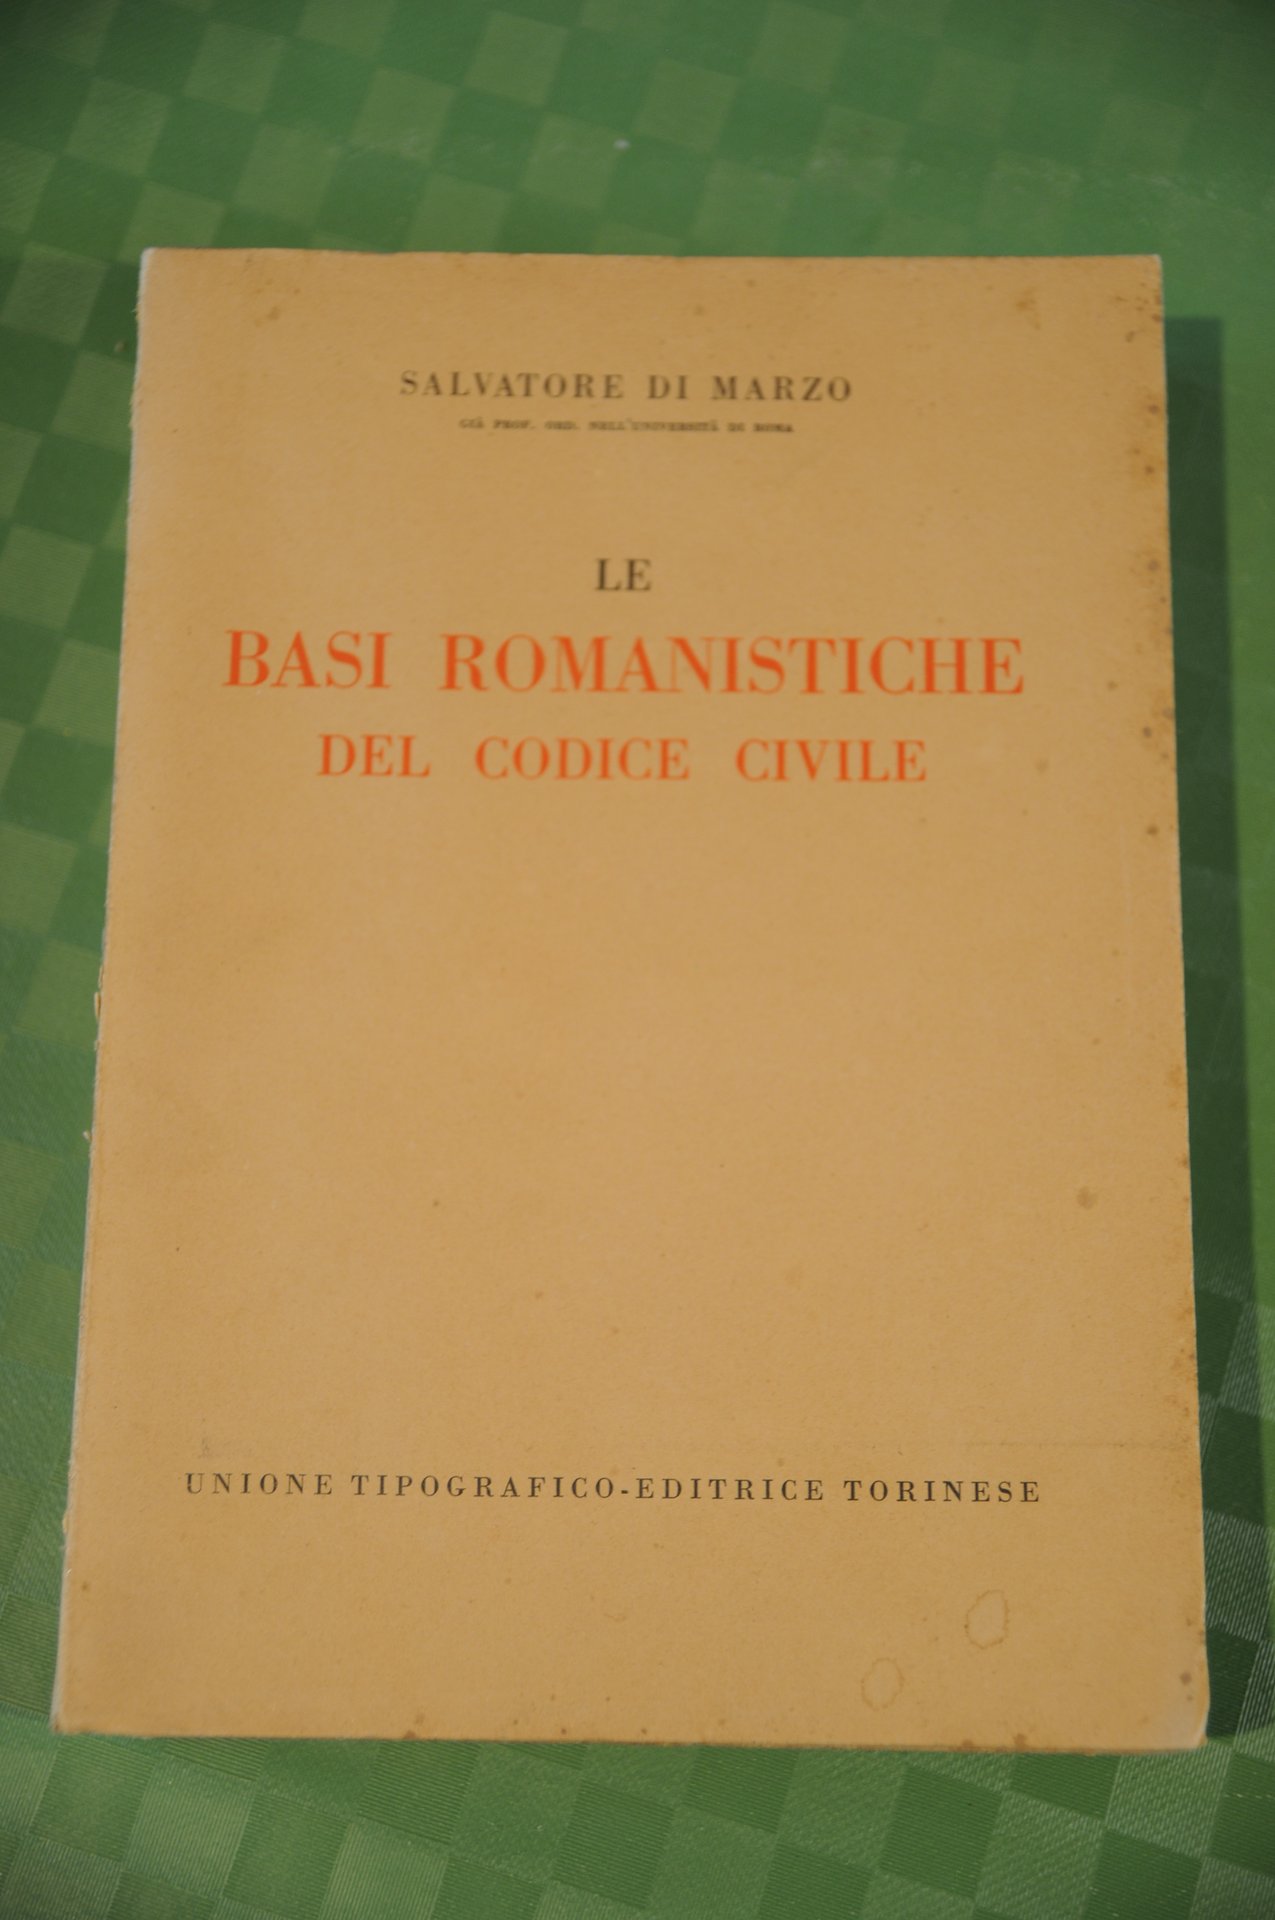 SALVATORE DI MARZO
GIÀ PROF. ORD. NELL'UNIVERSITÀ DI ROMA
LE
BASI ROMANISTICHE
DEL CODICE CIVILE
UNIONE TIPOGRAFICO-EDITRICE TORINESE